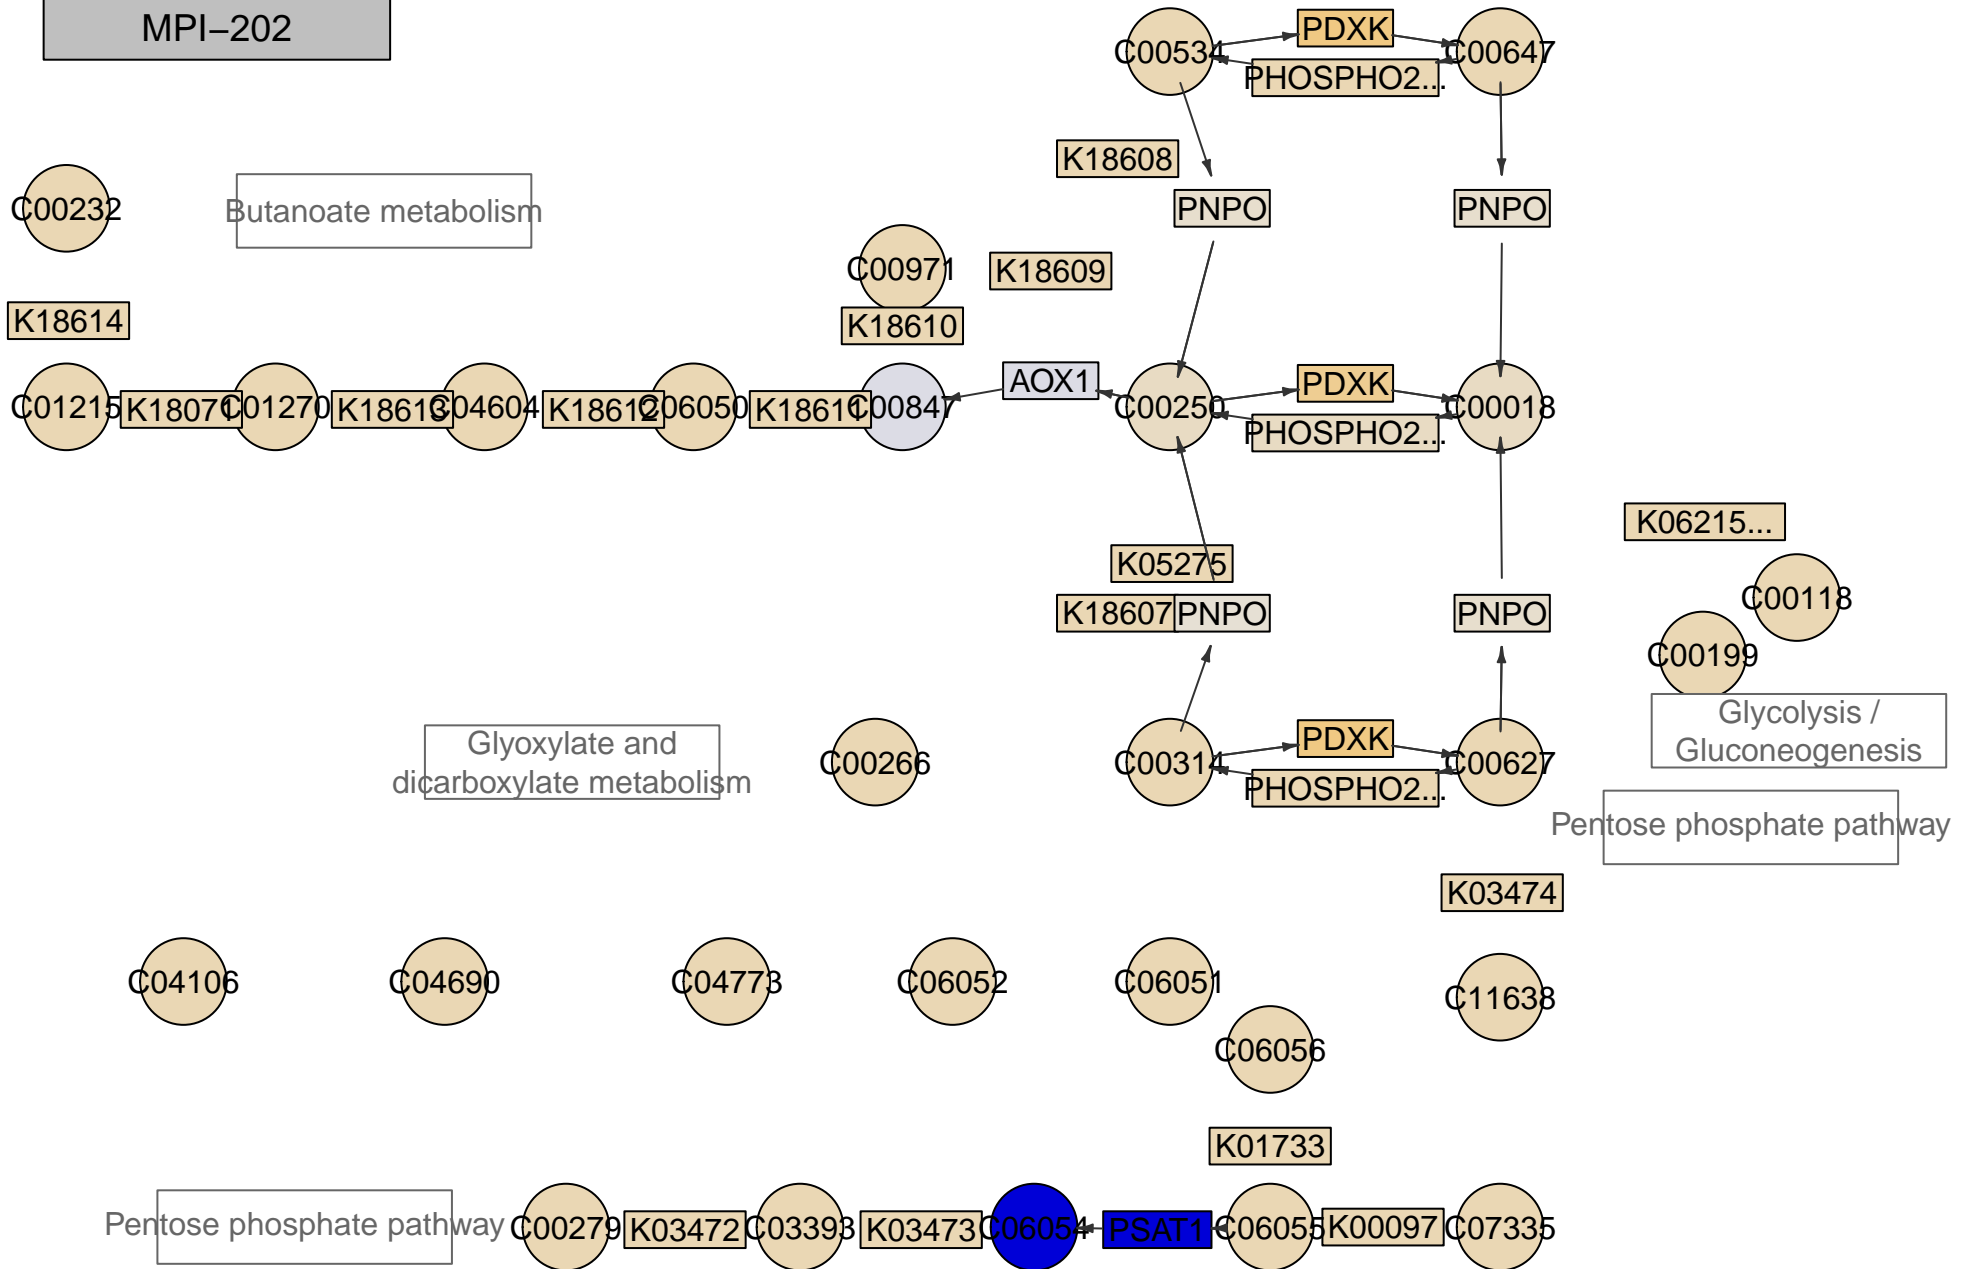 MPI−202
C00534
PDXK
C00647
PHOSPHO2...
K18608
C00232
Butanoate metabolism
PNPO
PNPO
C00971
K18609
K18614
K18610
C01215
K18071
C01270
K18613
C04604
K18612
C06050
K18611
C00847
AOX1
C00250
PDXK
C00018
PHOSPHO2...
K06215...
K05275
C00118
K18607
PNPO
PNPO
C00199
Glycolysis /
Gluconeogenesis
Glyoxylate and
dicarboxylate metabolism
C00266
C00314
PDXK
C00627
PHOSPHO2...
Pentose phosphate pathway
K03474
C04106
C04690
C04773
C06052
C06051
C11638
C06056
K01733
Pentose phosphate pathway
C00279
K03472
C03393
K03473
C06054
PSAT1
C06055
K00097
C07335